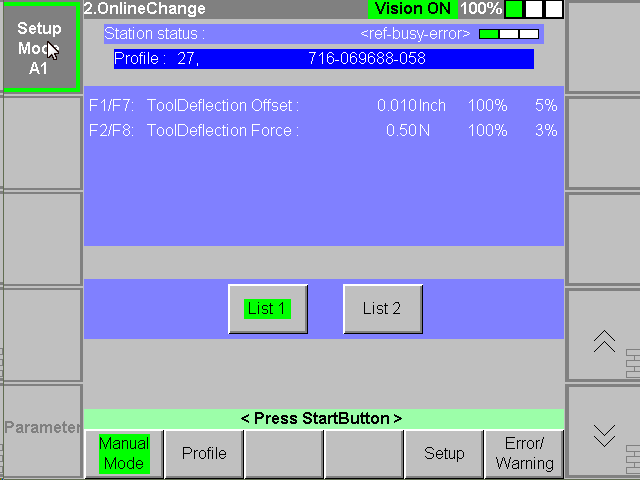 2.OnlineChange Vision ON 100%
Setup
Mode
A1
Station status : <ref-busy-error>
Profile : 27, 716-069688-058
F1/F7: ToolDeflection Offset : 0.010 Inch 100% 5%
F2/F8: ToolDeflection Force : 0.50 N 100% 3%
List 1 List 2
< Press StartButton >
Parameter
Manual
Mode
Profile
Setup
Error/
Warning